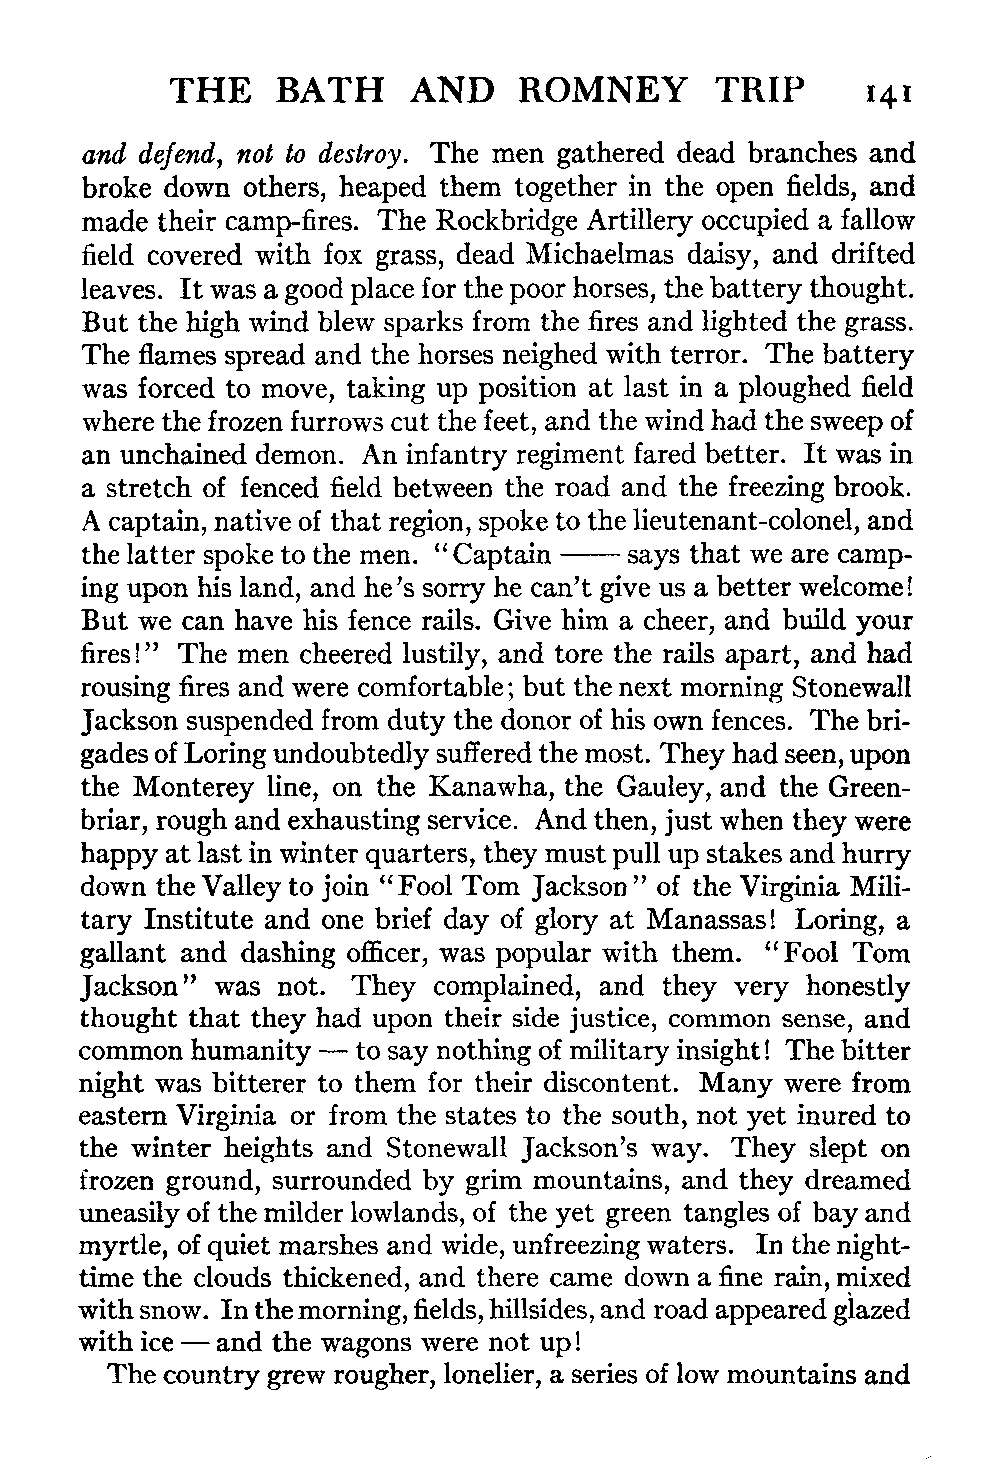 THE BATH AND ROMNEY TRIP 141
and defend, not to destroy. The men gathered dead branches and
broke down others, heaped them together in the open fields, and
made their camp-fires. The Rockbridge Artillery occupied a fallow
field covered with fox grass, dead Michaelmas daisy, and drifted
leaves. It was a good place for the poor horses, the battery thought.
But the high wind blew sparks from the fires and lighted the grass.
The flames spread and the horses neighed with terror. The battery
was forced to move, taking up position at last in a ploughed field
where the frozen furrows cut the feet, and the wind had the sweep of
an unchained demon. An infantry regiment fared better. It was in
a stretch of fenced field between the road and the freezing brook.
A captain, native of that region, spoke to the lieutenant-colonel, and
the latter spoke to the men. "Captain —— says that we are camp-
ing upon his land, and he's sorry he can't give us a better welcome!
But we can have his fence rails. Give him a cheer, and build your
fires!" The men cheered lustily, and tore the rails apart, and had
rousing fires and were comfortable; but the next morning Stonewall
Jackson suspended from duty the donor of his own fences. The bri-
gades of Loring undoubtedly suffered the most. They had seen, upon
the Monterey line, on the Kanawha, the Gauley, and the Green-
briar, rough and exhausting service. And then, just when they were
happy at last in winter quarters, they must pull up stakes and hurry
down the Valley to join "Fool Tom Jackson" of the Virginia Mili-
tary Institute and one brief day of glory at Manassas! Loring, a
gallant and dashing officer, was popular with them. "Fool Tom
Jackson" was not. They complained, and they very honestly
thought that they had upon their side justice, common sense, and
common humanity — to say nothing of military insight! The bitter
night was bitterer to them for their discontent. Many were from
eastern Virginia or from the states to the south, not yet inured to
the winter heights and Stonewall Jackson's way. They slept on
frozen ground, surrounded by grim mountains, and they dreamed
uneasily of the milder lowlands, of the yet green tangles of bay and
myrtle, of quiet marshes and wide, unfreezing waters. In the night-
time the clouds thickened, and there came down a fine rain, mixed
with snow. In the morning, fields, hillsides, and road appeared glazed
with ice — and the wagons were not up!
The country grew rougher, lonelier, a series of low mountains and